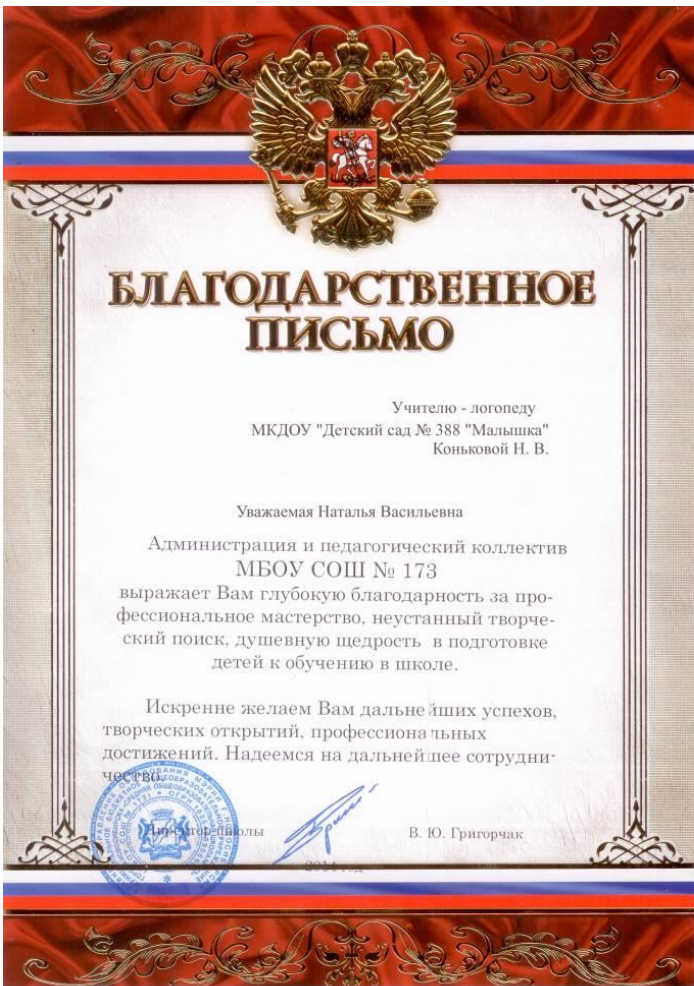 БЛАГОДАРСТВЕННОЕ
ПИСЬМО
Учителю - логопеду
МКДОУ "Детский сад № 388 "Малышка"
Коньковой Н. В.
Уважаемая Наталья Васильевна
Администрация и педагогический коллектив
МБОУ СОШ № 173
выражает Вам глубокую благодарность за про-
фессиональное мастерство, неустанный творче-
ский поиск, душевную щедрость в подготовке
детей к обучению в школе.
Искренне желаем Вам дальнейших успехов,
творческих открытий, профессиональных
достижений. Надеемся на дальнейшее сотрудни-
чество.
Директор школы В. Ю. Григорчак
2014 год